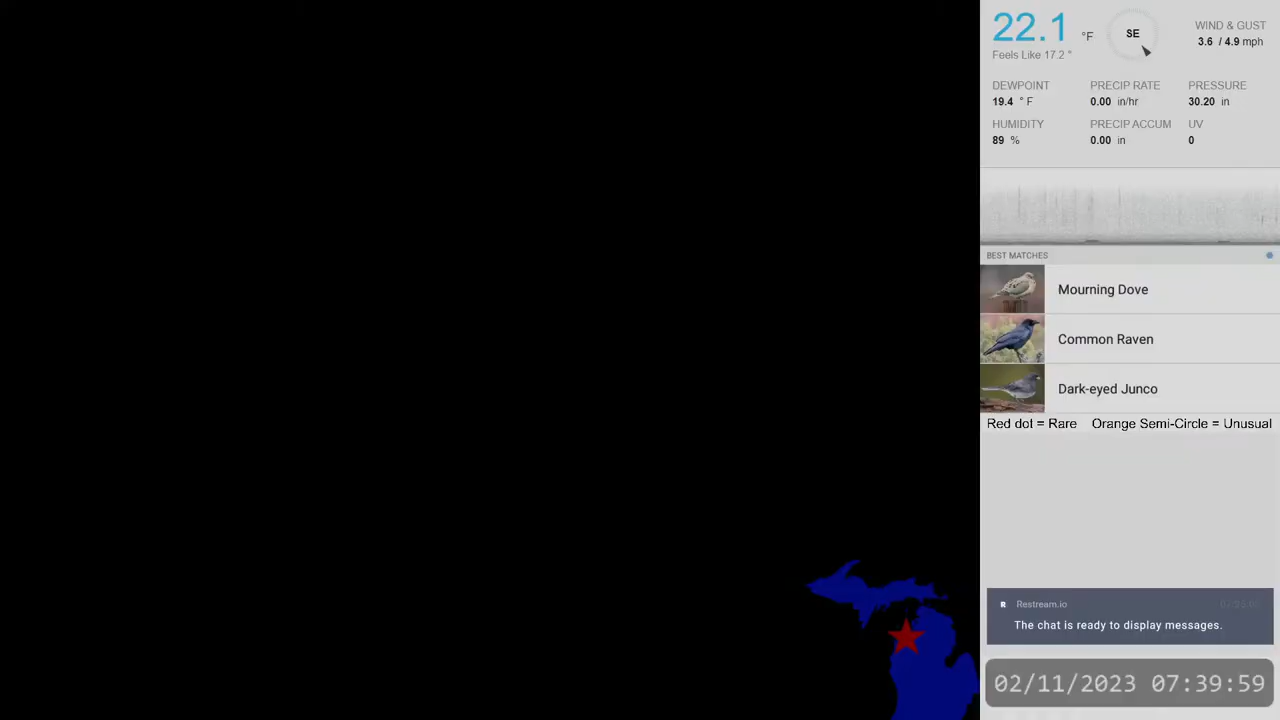 22.1 °F
Feels Like 17.2 °
SE
WIND & GUST
3.6 / 4.9 mph
DEWPOINT
19.4 ° F
PRECIP RATE
0.00 in/hr
PRESSURE
30.20 in
HUMIDITY
89 %
PRECIP ACCUM
0.00 in
UV
0
BEST MATCHES
Mourning Dove
Common Raven
Dark-eyed Junco
Red dot = Rare Orange Semi-Circle = Unusual
R Restream.io
The chat is ready to display messages.
02/11/2023 07:39:59